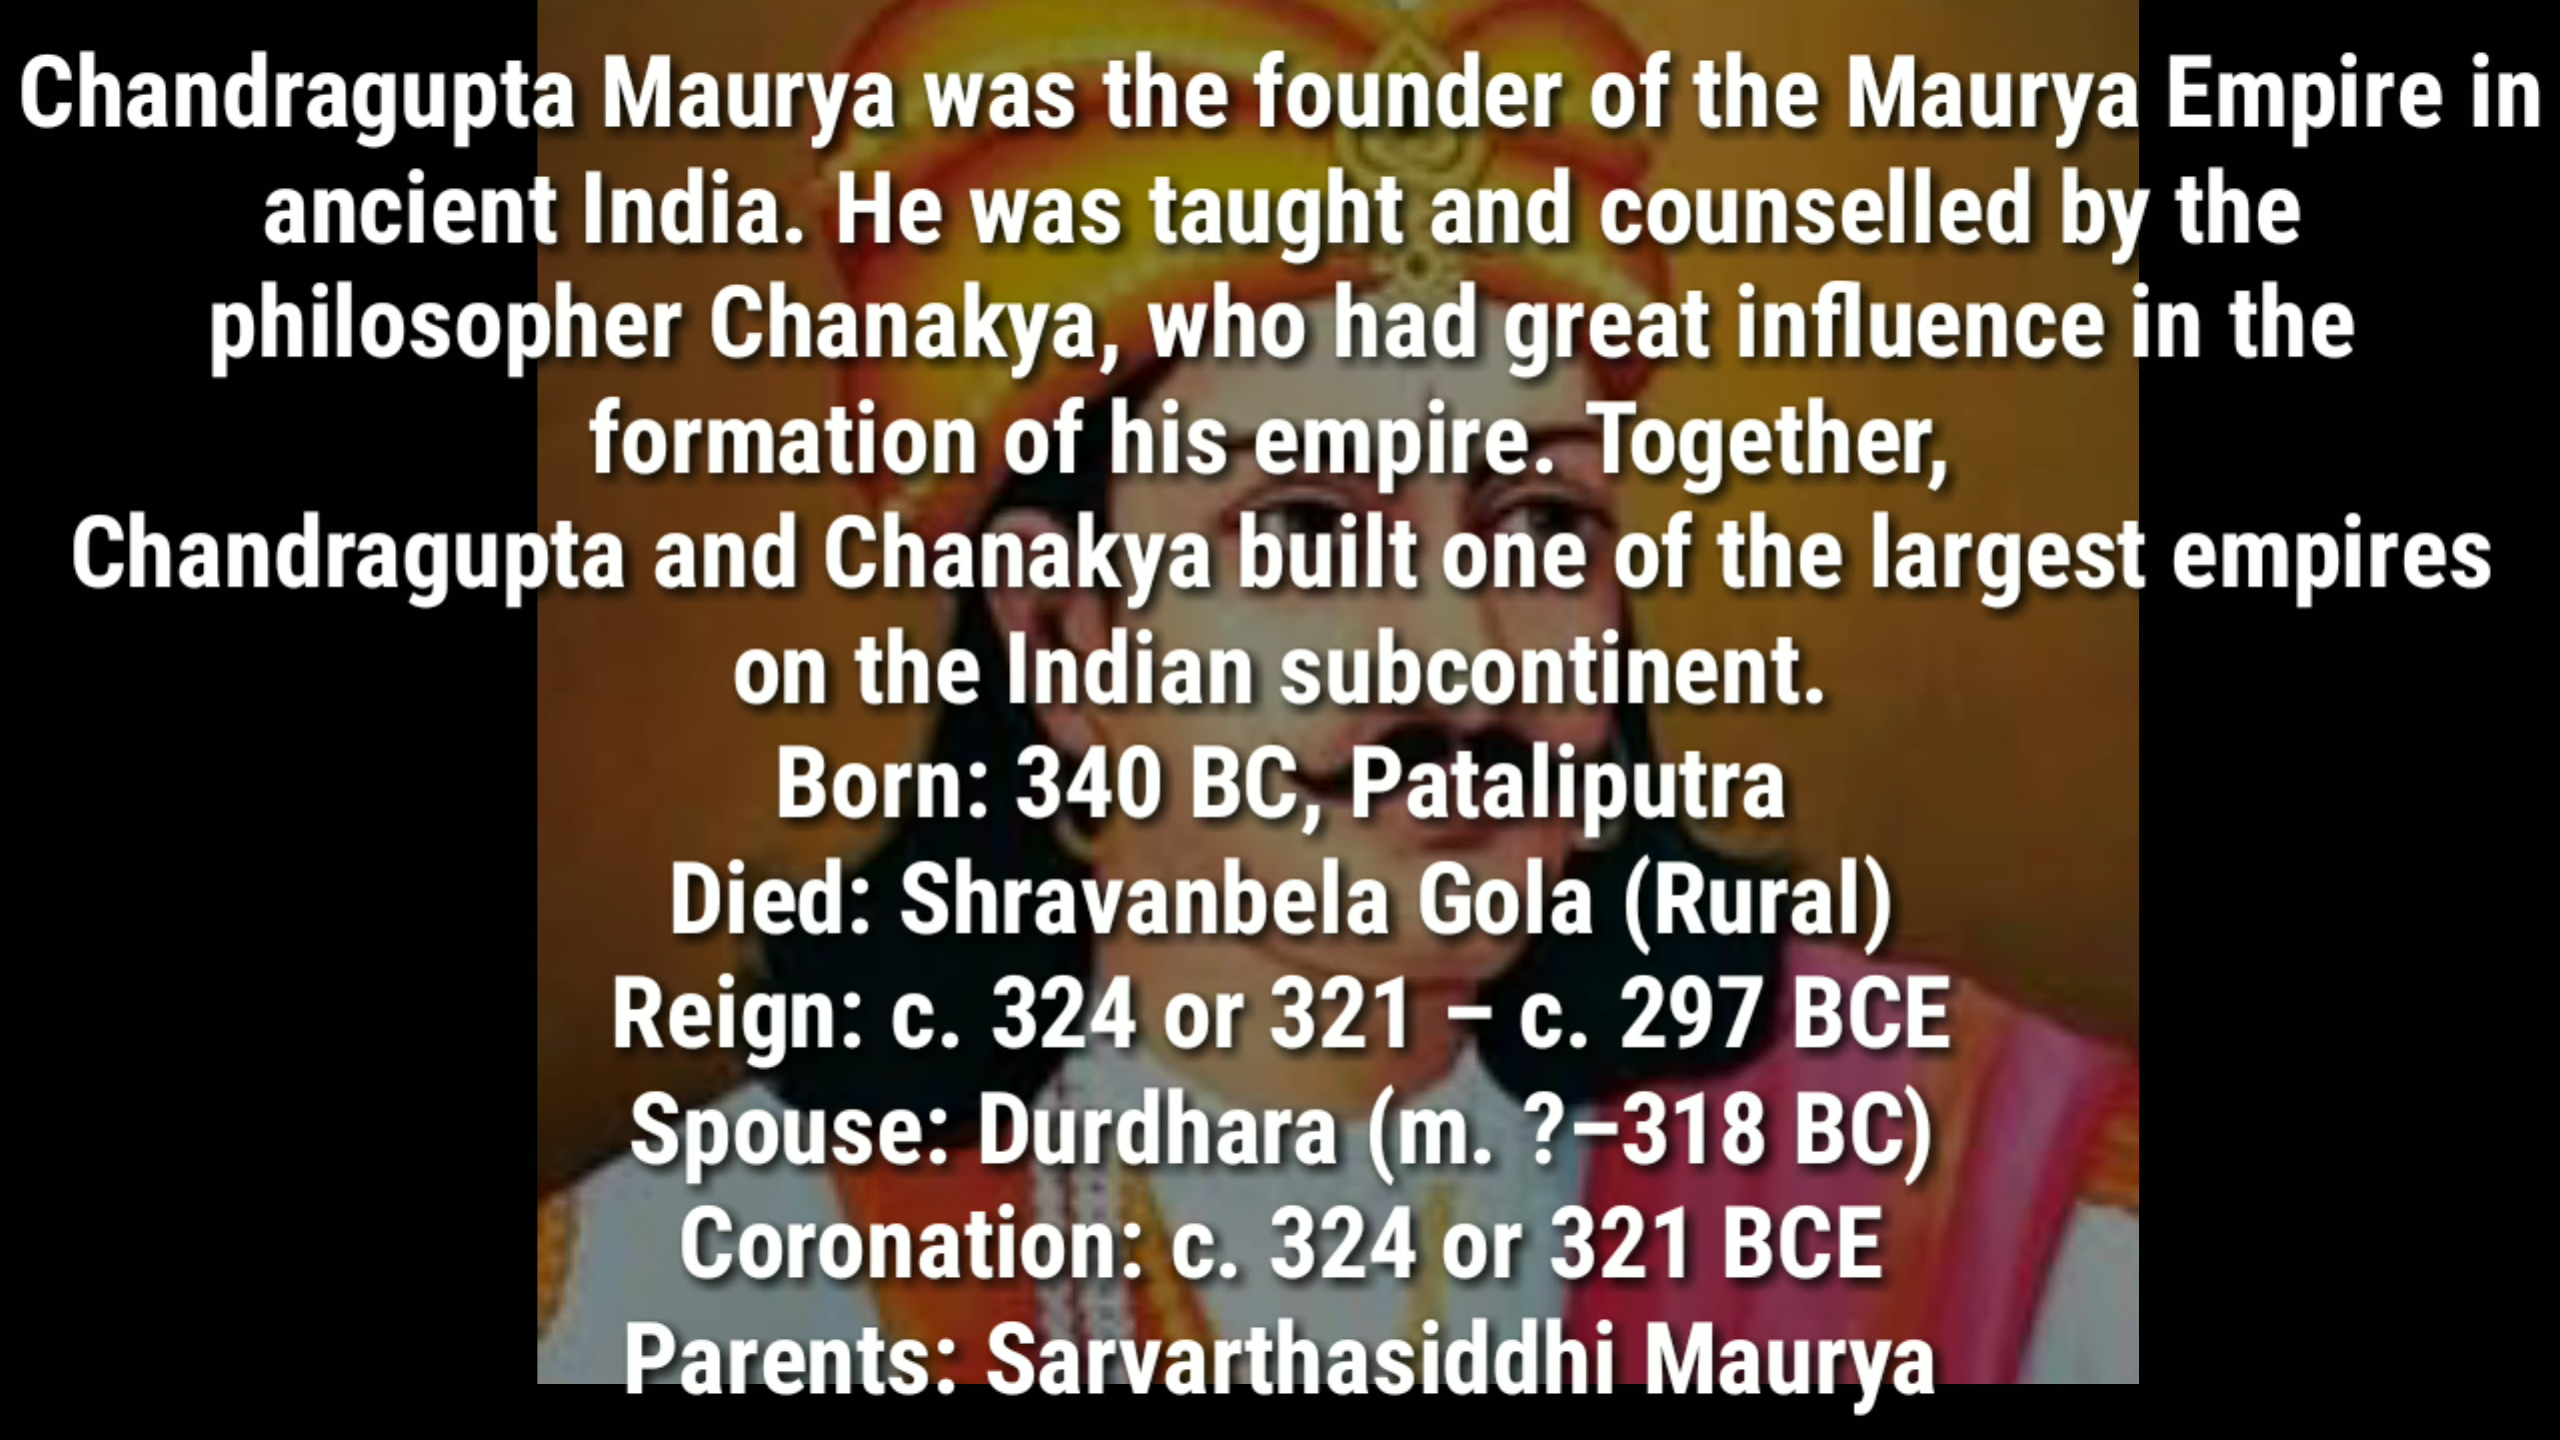 Chandragupta Maurya was the founder of the Maurya Empire in
ancient India. He was taught and counselled by the
philosopher Chanakya, who had great influence in the
formation of his empire. Together,
Chandragupta and Chanakya built one of the largest empires
on the Indian subcontinent.
Born: 340 BC, Pataliputra
Died: Shravanbela Gola (Rural)
Reign: c. 324 or 321 – c. 297 BCE
Spouse: Durdhara (m. ?–318 BC)
Coronation: c. 324 or 321 BCE
Parents: Sarvarthasiddhi Maurya